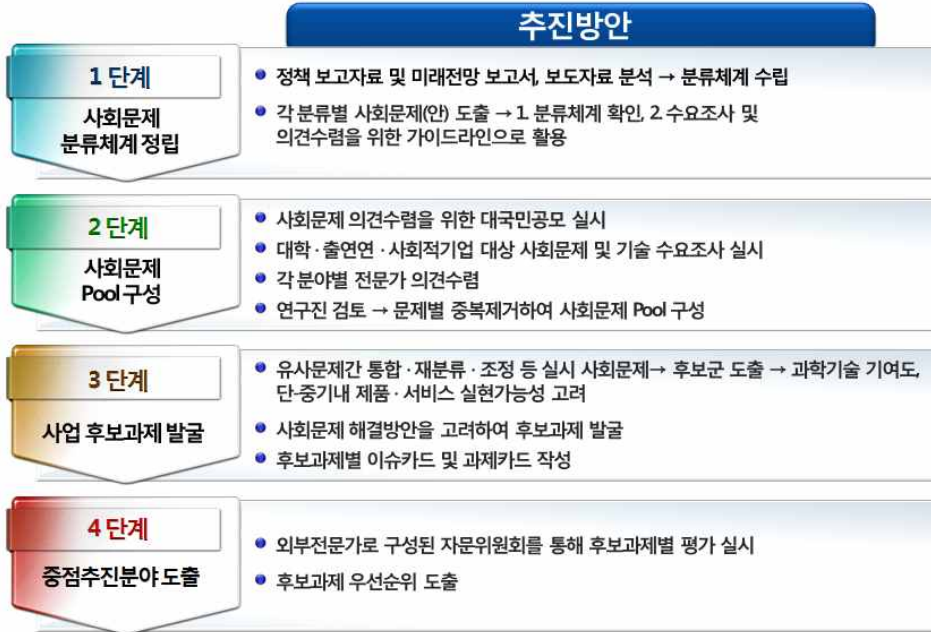 추진방안
1 단계
사회문제
분류체계 정립
● 정책 보고자료 및 미래전망 보고서, 보도자료 분석 → 분류체계 수립
● 각 분류별 사회문제(안) 도출 → 1. 분류체계 확인, 2 수요조사 및
의견수렴을 위한 가이드라인으로 활용
2 단계
사회문제
Pool 구성
● 사회문제 의견수렴을 위한 대국민공모 실시
● 대학 · 출연연 · 사회적기업 대상 사회문제 및 기술 수요조사 실시
● 각 분야별 전문가 의견수렴
● 연구진 검토 → 문제별 중복제거하여 사회문제 Pool 구성
3 단계
사업 후보과제 발굴
● 유사문제간 통합 · 재분류 · 조정 등 실시 사회문제→ 후보군 도출 → 과학기술 기여도,
단·중기내 제품 · 서비스 실현가능성 고려
● 사회문제 해결방안을 고려하여 후보과제 발굴
● 후보과제별 이슈카드 및 과제카드 작성
4 단계
중점추진분야 도출
● 외부전문가로 구성된 자문위원회를 통해 후보과제별 평가 실시
● 후보과제 우선순위 도출